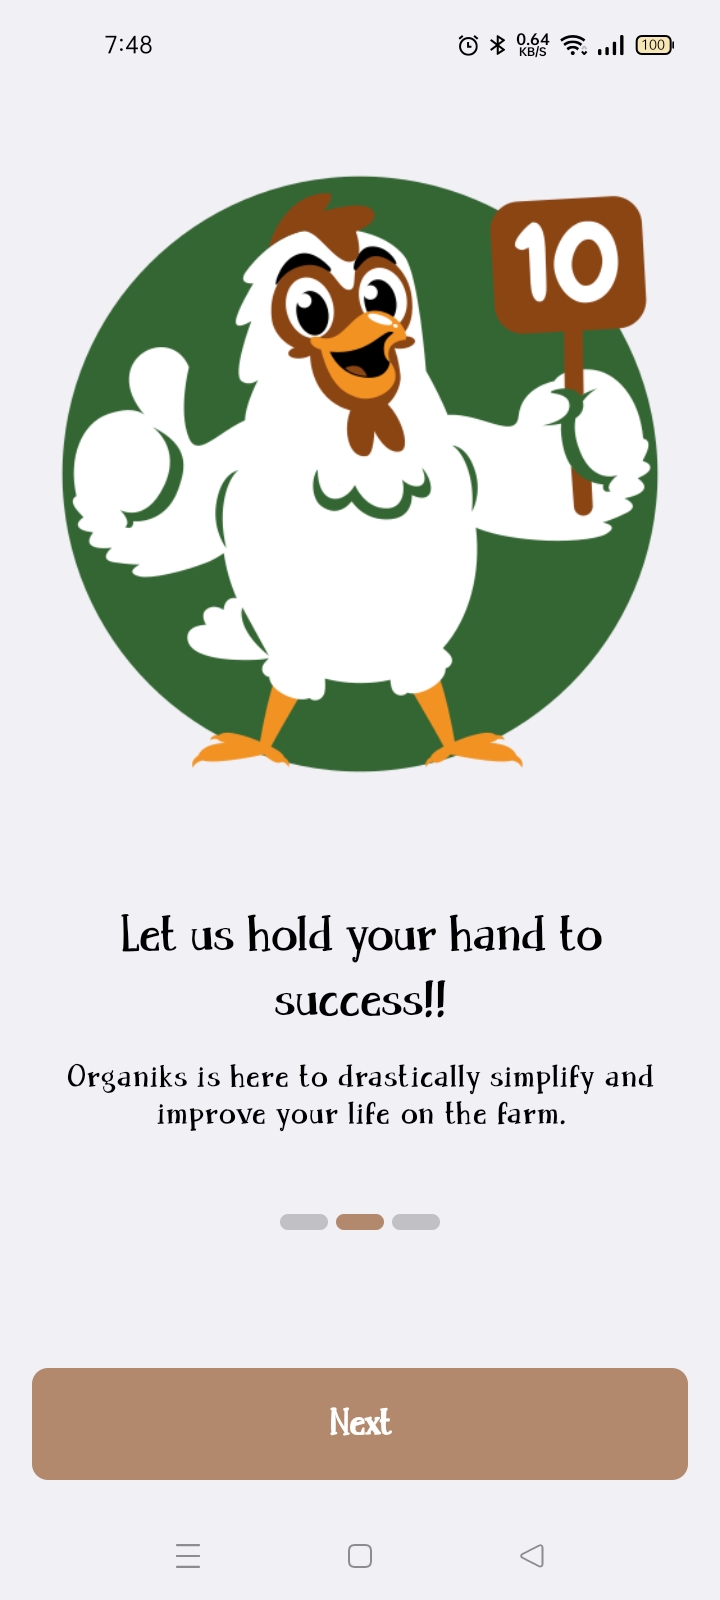 7:48
0.64
KB/S
100
10
Let us hold your hand to
success!!
Organiks is here to drastically simplify and
improve your life on the farm.
Next